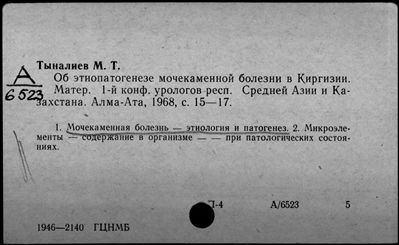 Тыналиев М. Т.
А
6523
Об этиопатогенезе мочекаменной болезни в Киргизии.
Матер. 1-й конф. урологов респ. Средней Азии и Ка-
захстана. Алма-Ата, 1968, с. 15—17.
1. Мочекаменная болезнь — этиология и патогенез. 2. Микроэле-
менты — содержание в организме — — при патологических состоя-
ниях.
П-4 А/6523 5
1946—2140 ГЦНМБ